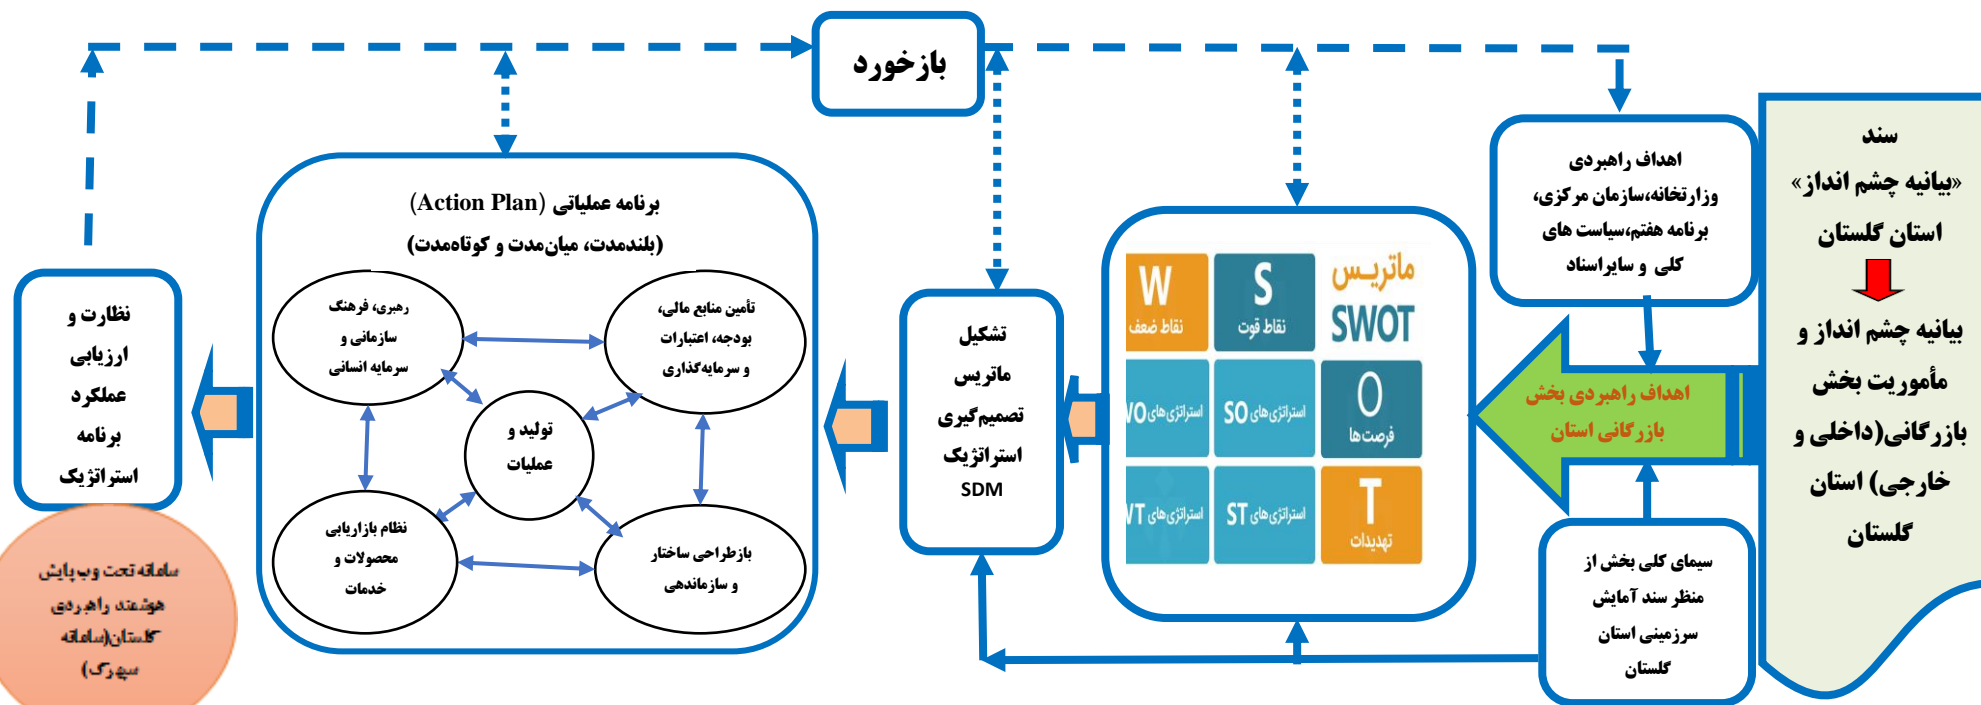 بازخورد
سند
«بیانیه چشم انداز»
استان گلستان
بیانیه چشم انداز و
مأموریت بخش
بازرگانی(داخلی و
خارجی) استان
گلستان
اهداف راهبردی
وزارتخانه،سازمان مرکزی،
برنامه هفتم،سیاست های
کلی و سایراسناد
اهداف راهبردی بخش
بازرگانی استان
سیمای کلی بخش از
منظر سند آمایش
سرزمینی استان
گلستان
ماتریس
SWOT
S
نقاط قوت
W
نقاط ضعف
O
فرصت‌ها
استراتژی‌های SO
استراتژی‌های WO
T
تهدیدات
استراتژی‌های ST
استراتژی‌های WT
تشکیل
ماتریس
تصمیم‌گیری
استراتژیک
SDM
برنامه عملیاتی (Action Plan)
(بلندمدت، میان‌مدت و کوتاه‌مدت)
تأمین منابع مالی،
بودجه، اعتبارات
و سرمایه‌گذاری
رهبری، فرهنگ
سازمانی و
سرمایه انسانی
تولید و
عملیات
بازطراحی ساختار
و سازماندهی
نظام بازاریابی
محصولات و
خدمات
نظارت و
ارزیابی
عملکرد
برنامه
استراتژیک
سامانه تحت وب پایش
هوشمند راهبردی
گلستان(سامانه
سپهرک)